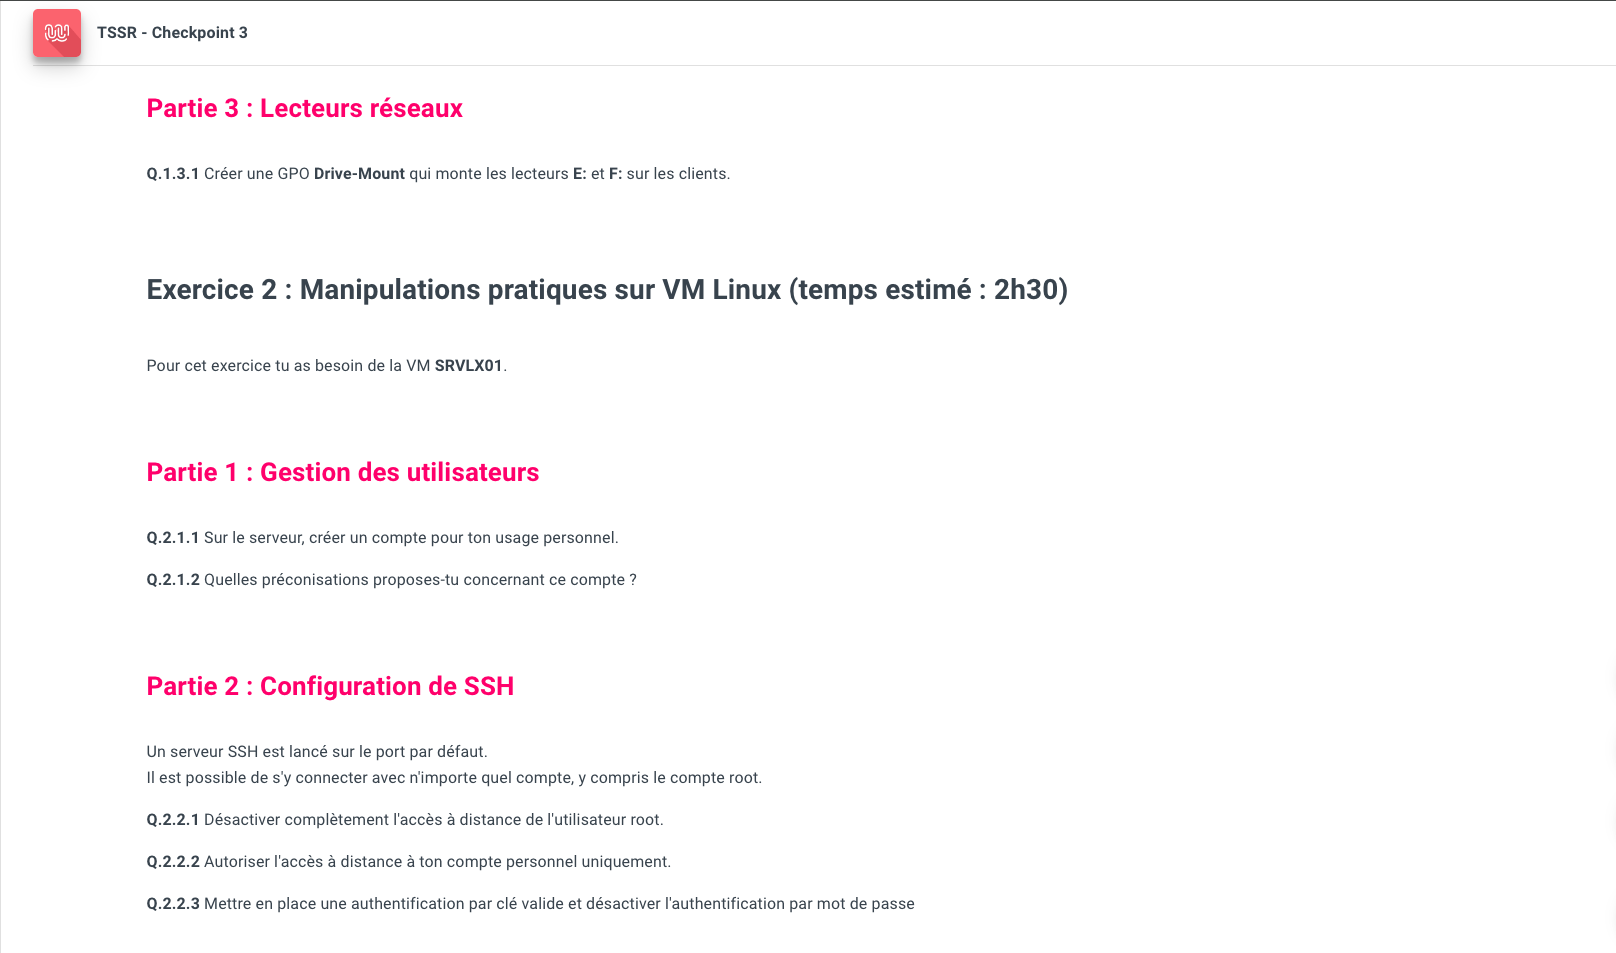 TSSR - Checkpoint 3
Partie 3 : Lecteurs réseaux
Q.1.3.1 Créer une GPO Drive-Mount qui monte les lecteurs E: et F: sur les clients.
Exercice 2 : Manipulations pratiques sur VM Linux (temps estimé : 2h30)
Pour cet exercice tu as besoin de la VM SRVLX01.
Partie 1 : Gestion des utilisateurs
Q.2.1.1 Sur le serveur, créer un compte pour ton usage personnel.
Q.2.1.2 Quelles préconisations proposes-tu concernant ce compte ?
Partie 2 : Configuration de SSH
Un serveur SSH est lancé sur le port par défaut.
Il est possible de s'y connecter avec n'importe quel compte, y compris le compte root.
Q.2.2.1 Désactiver complètement l'accès à distance de l'utilisateur root.
Q.2.2.2 Autoriser l'accès à distance à ton compte personnel uniquement.
Q.2.2.3 Mettre en place une authentification par clé valide et désactiver l'authentification par mot de passe